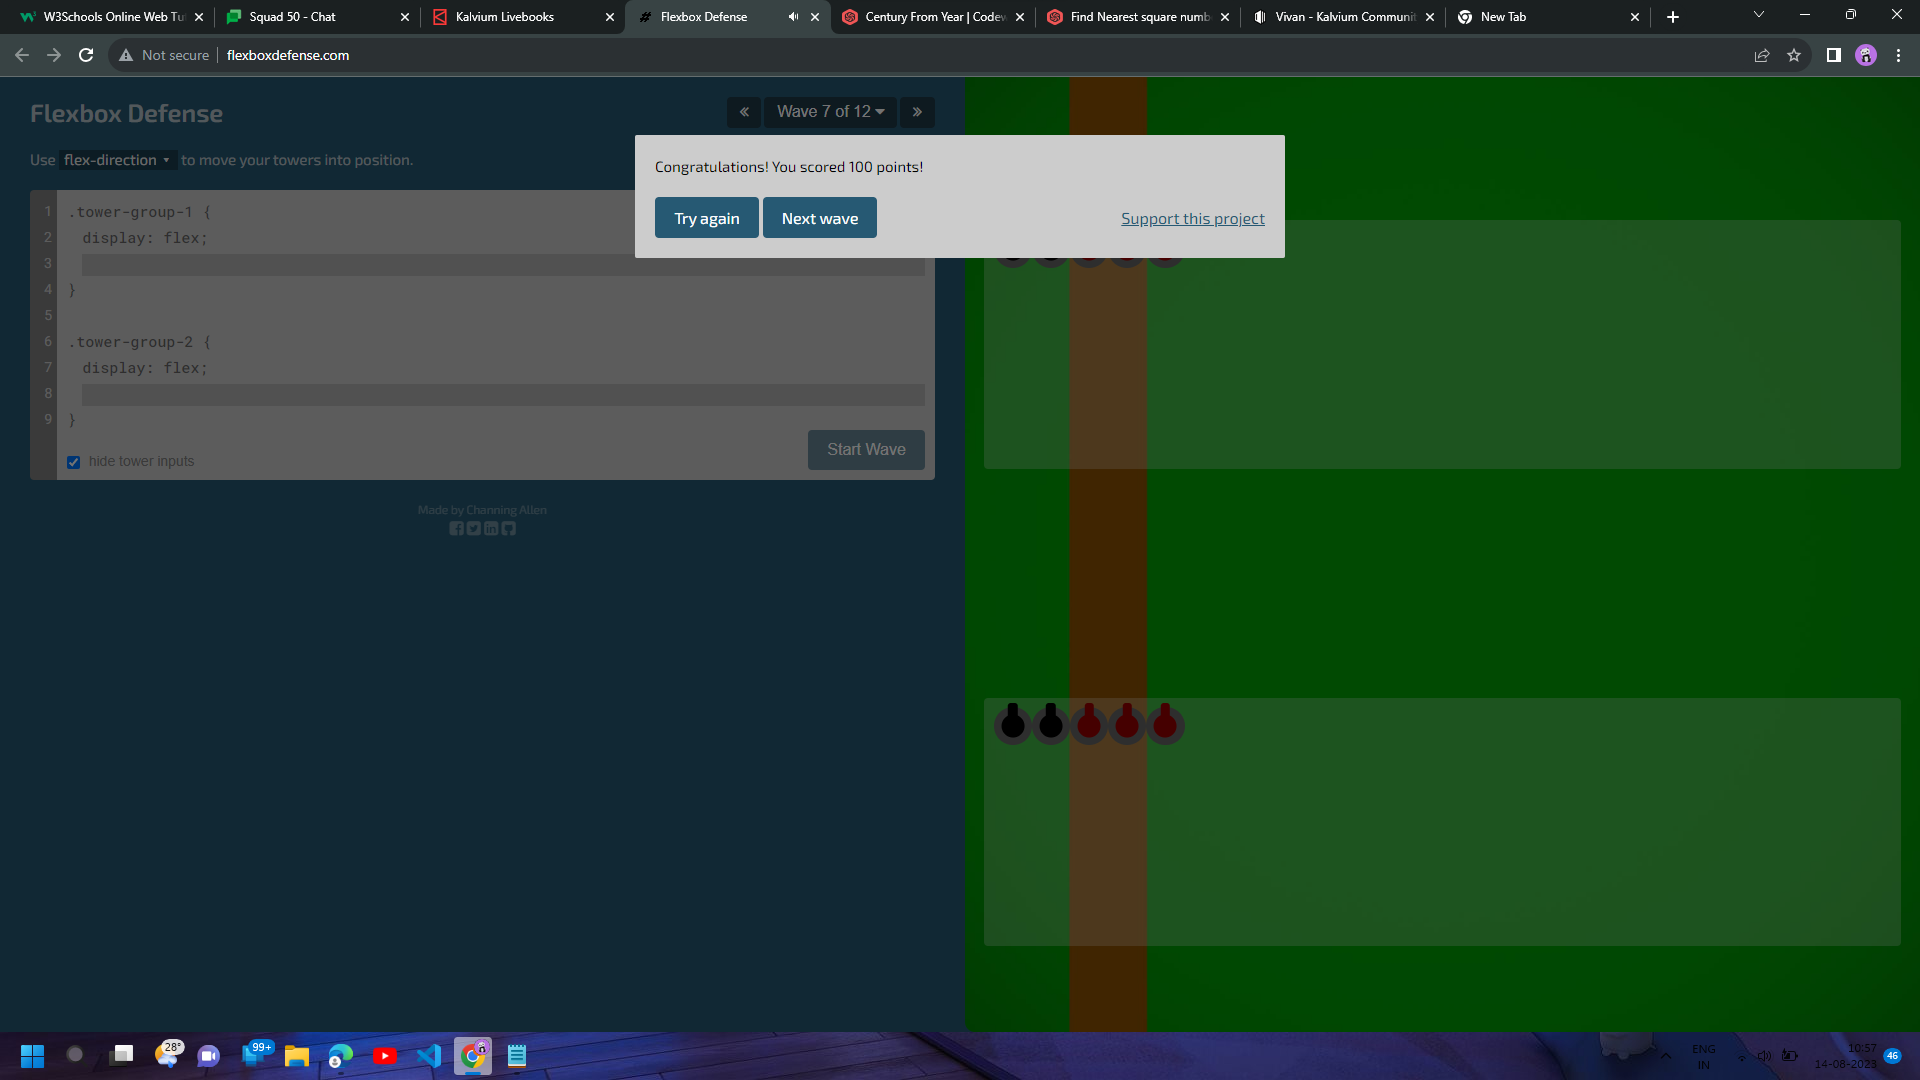 W3Schools Online Web Tu
Squad 50 - Chat
Kalvium Livebooks
Flexbox Defense
Century From Year | Codew
Find Nearest square numb
Vivan - Kalvium Communit
New Tab
Not secure
flexboxdefense.com
Flexbox Defense
« Wave 7 of 12 »
Use flex-direction to move your towers into position.
Congratulations! You scored 100 points!
Try again Next wave Support this project
1 .tower-group-1 {
2 display: flex;
3
4 }
5
6 .tower-group-2 {
7 display: flex;
8
9 }
hide tower inputs
Start Wave
Made by Channing Allen
28°
99+
ENG
IN
10:57
14-08-2023
46